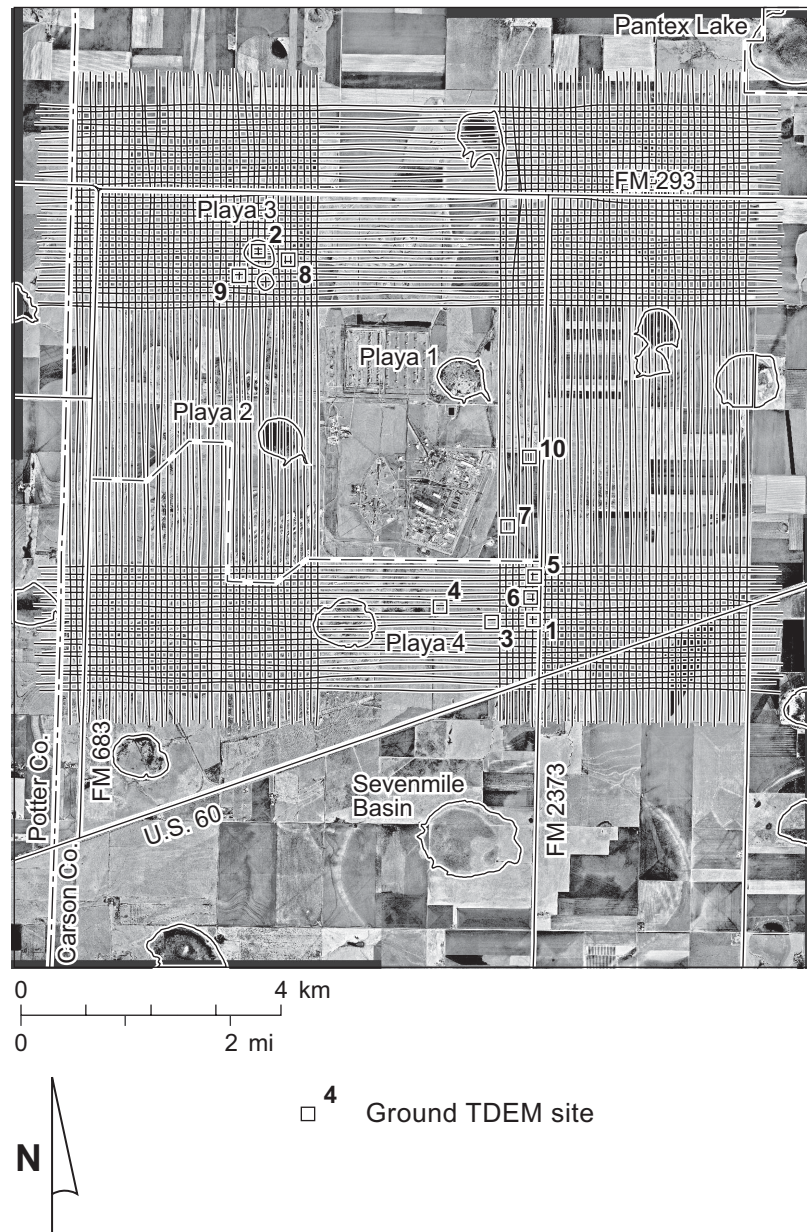 Pantex Lake
FM 293
Playa 3
2
8
9
Playa 1
Playa 2
10
7
5
4
6
3
1
Playa 4
FM 683
Potter Co.
Carson Co.
U.S. 60
Sevenmile
Basin
FM 2373
0 4 km
0 2 mi
N
4 Ground TDEM site